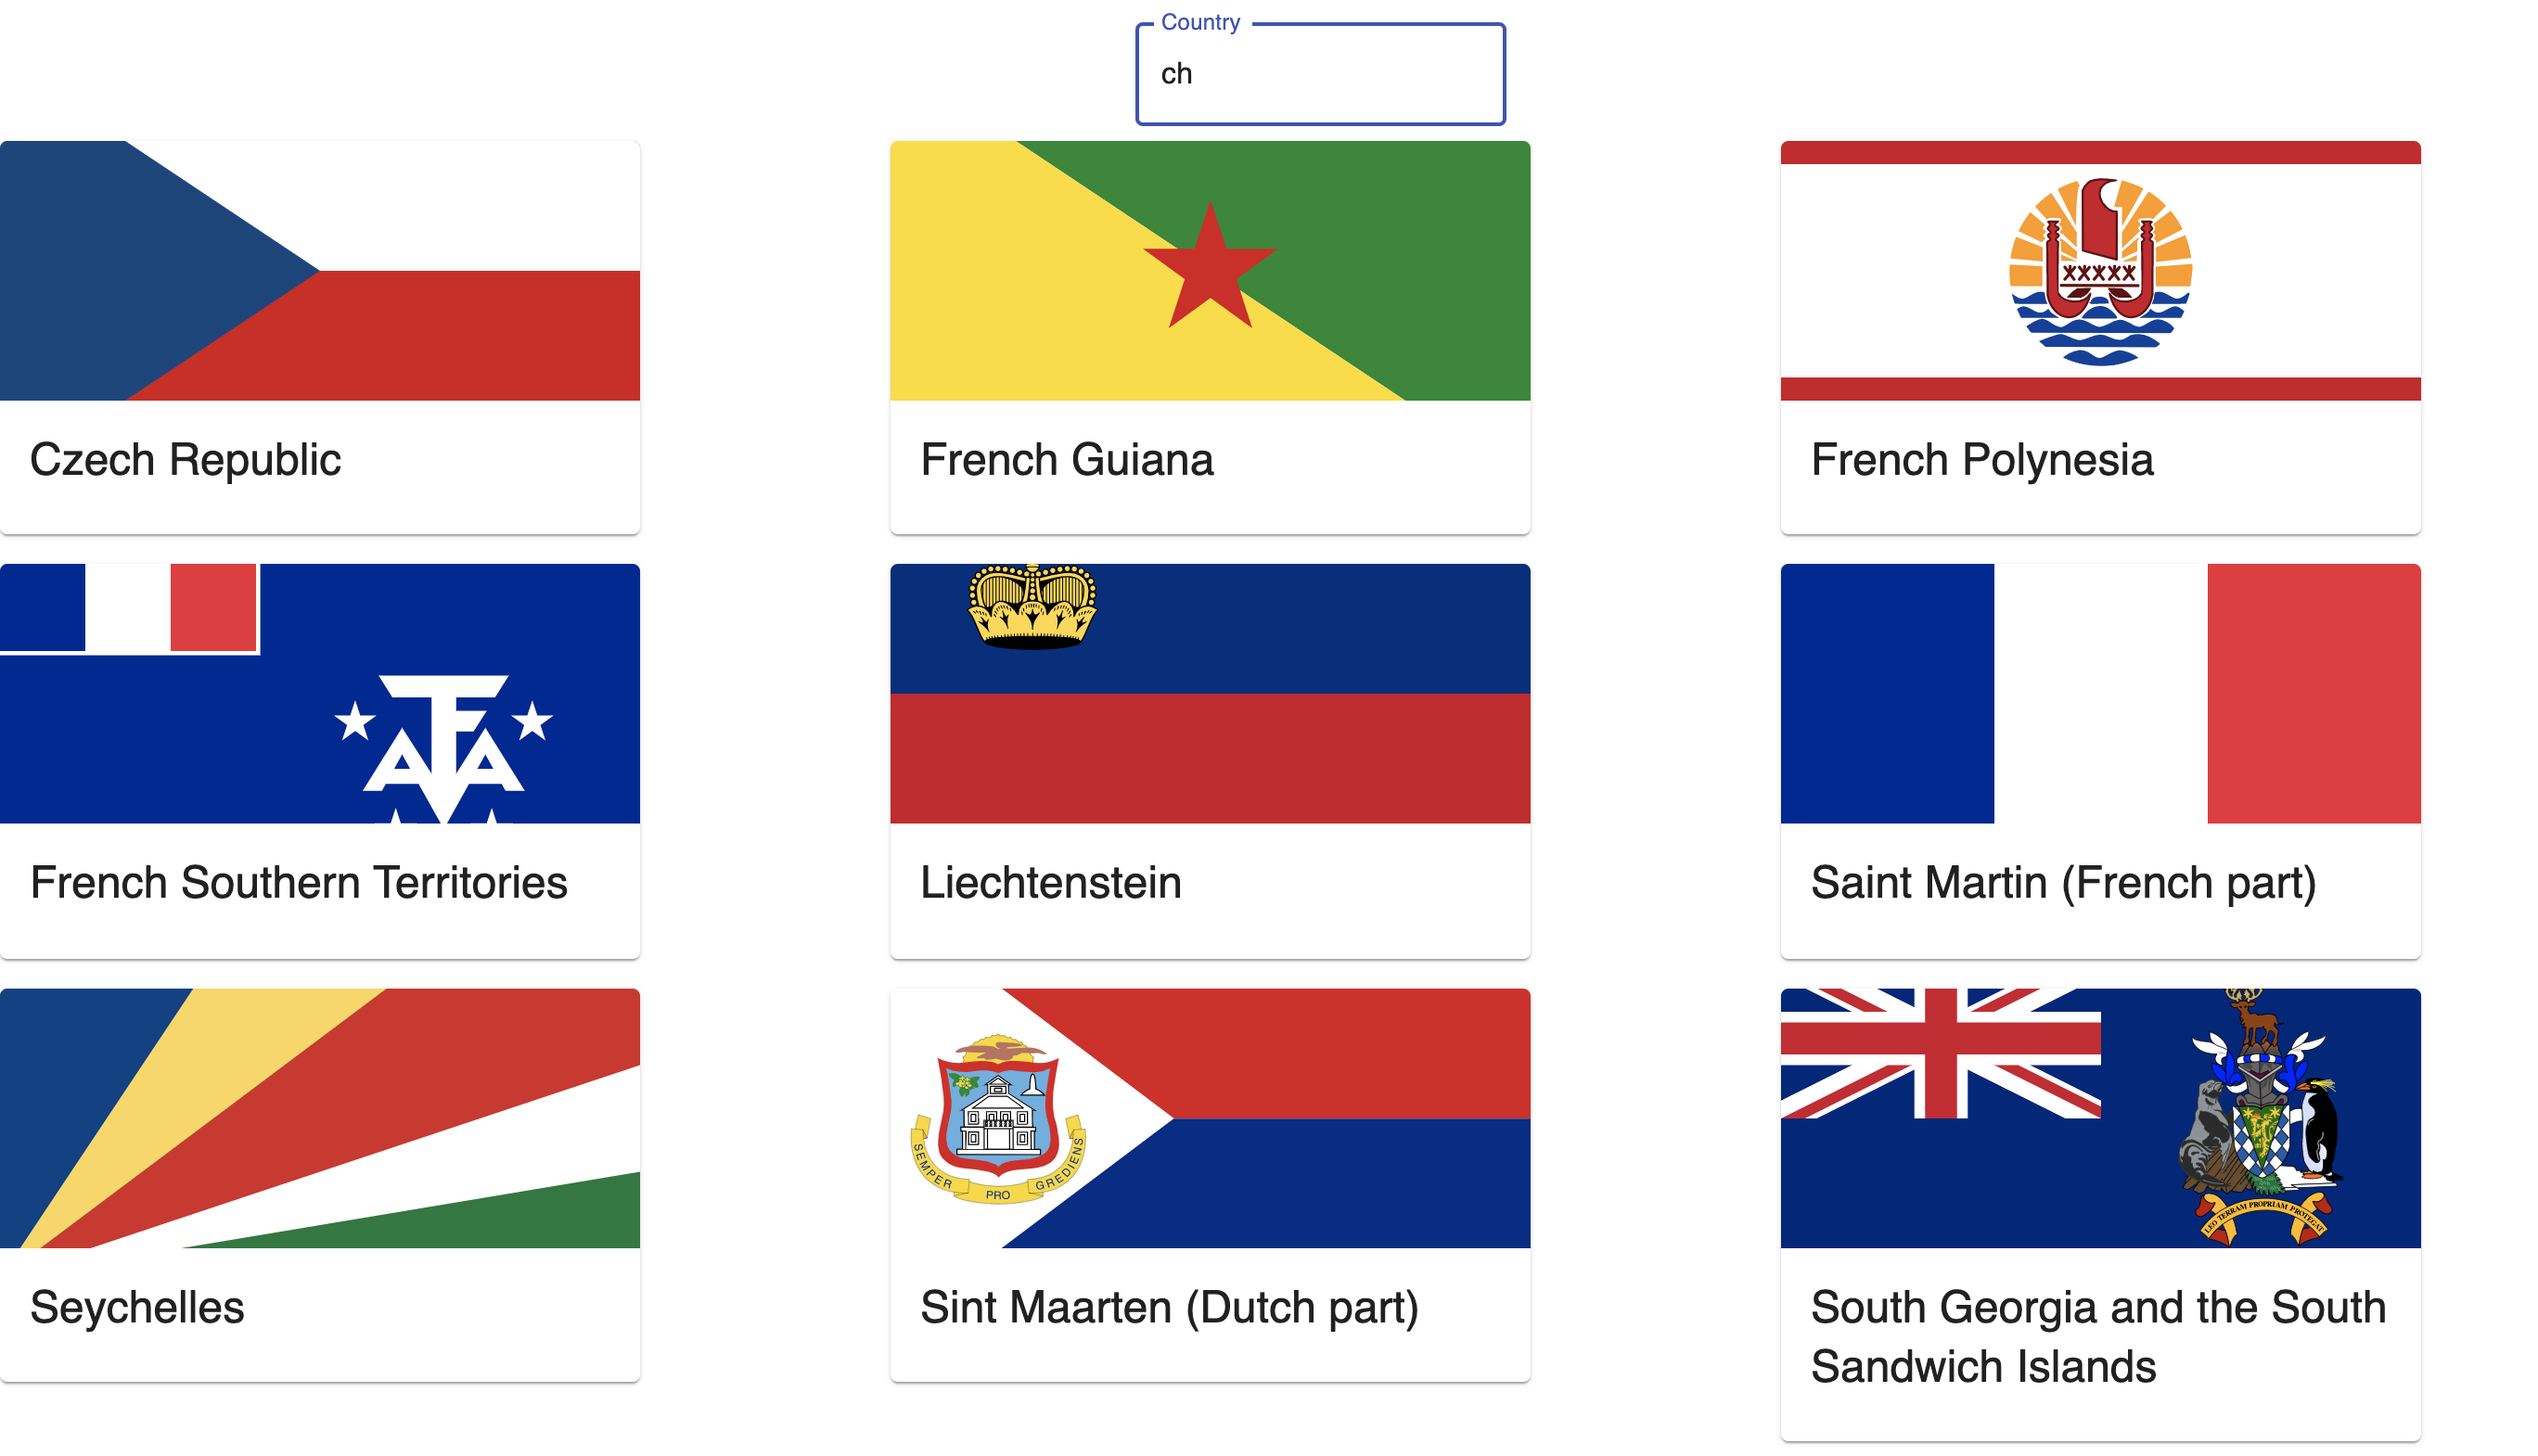 Country
ch
Czech Republic
French Guiana
French Polynesia
French Southern Territories
Liechtenstein
Saint Martin (French part)
SEMPER PRO GREDIENS
LEO TERRAM PROPRIAM PROTEGAT
Seychelles
Sint Maarten (Dutch part)
South Georgia and the South
Sandwich Islands